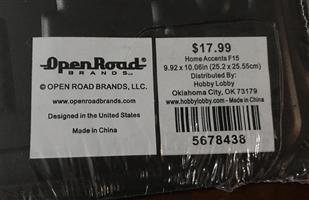 OpenRoad
BRANDS
© OPEN ROAD BRANDS, LLC.
www.openroadbrands.com
Designed in the United States
Made in China
$17.99
Home Accents F15
9.92 x 10.06in (25.2 x 25.55cm)
Distributed By:
Hobby Lobby
Oklahoma City, OK 73179
www.hobbylobby.com - Made in China
5678438